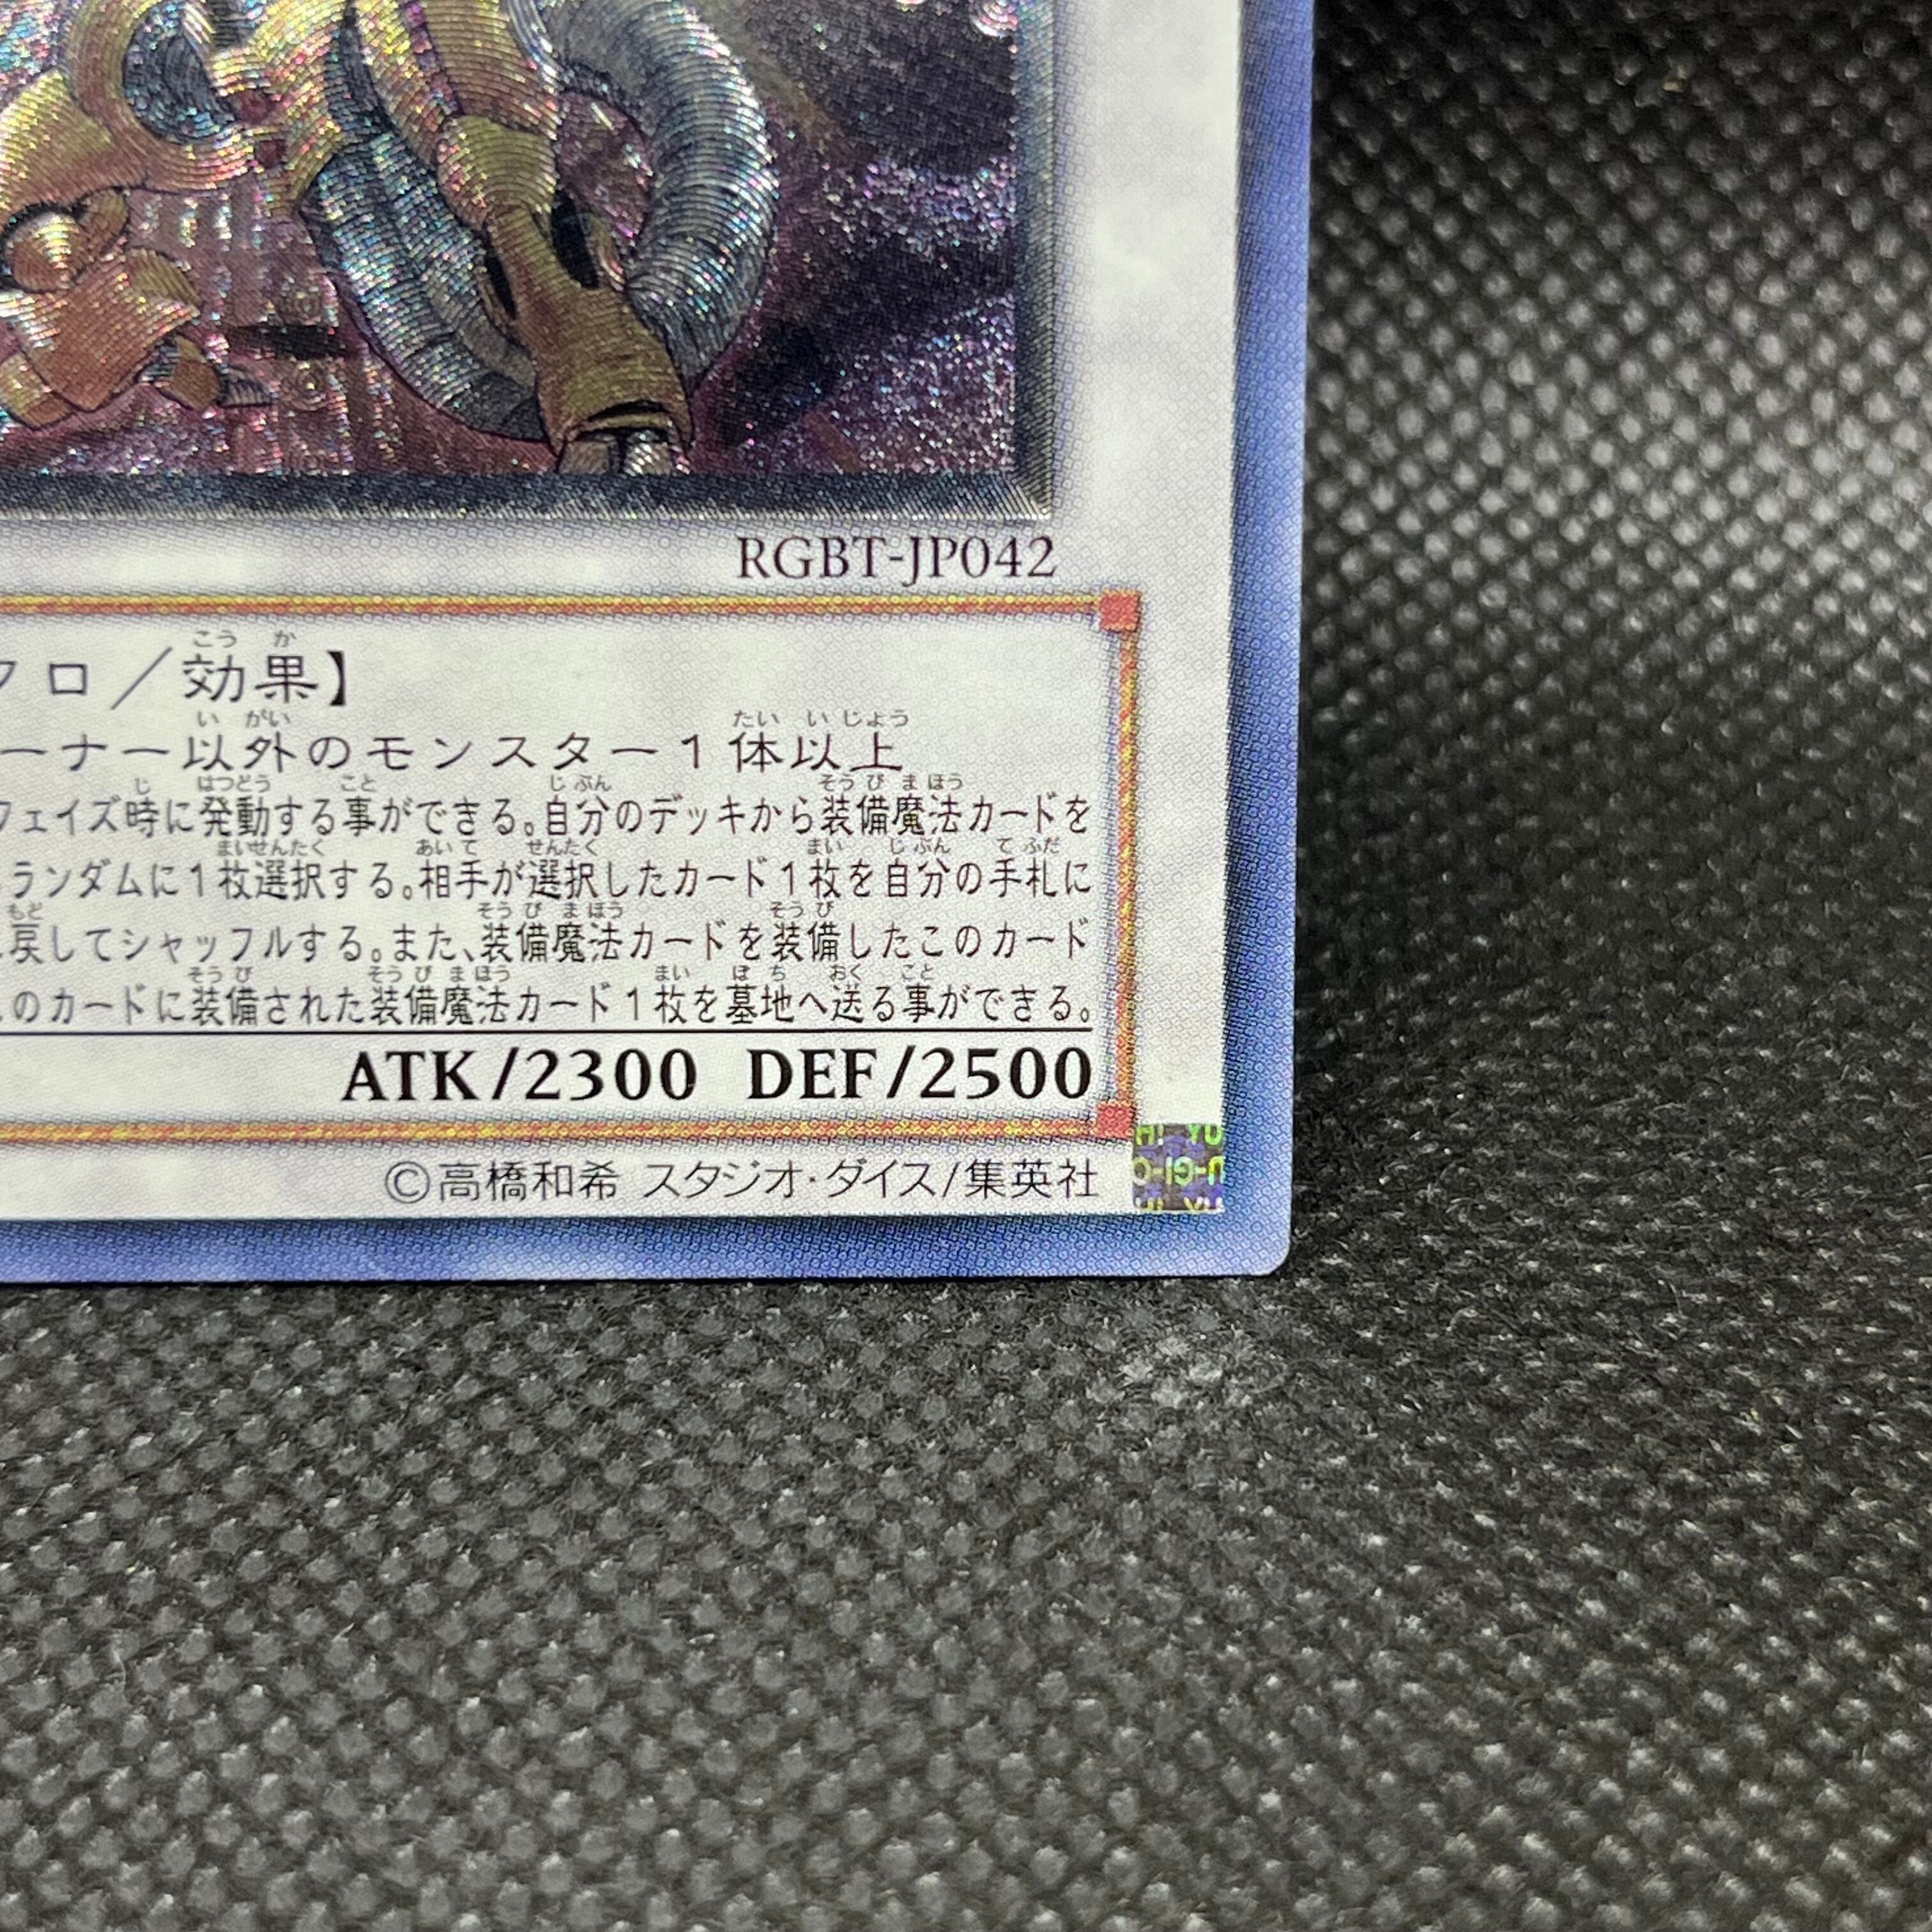 RGBT-JP042
クロ／効果】
ーナー以外のモンスター1体以上
フェイズ時に発動する事ができる。自分のデッキから装備魔法カードを
ランダムに1枚選択する。相手が選択したカード1枚を自分の手札に
戻してシャッフルする。また、装備魔法カードを装備したこのカード
のカードに装備された装備魔法カード1枚を墓地へ送る事ができる。
ATK/2300 DEF/2500
©高橋和希 スタジオ・ダイス/集英社